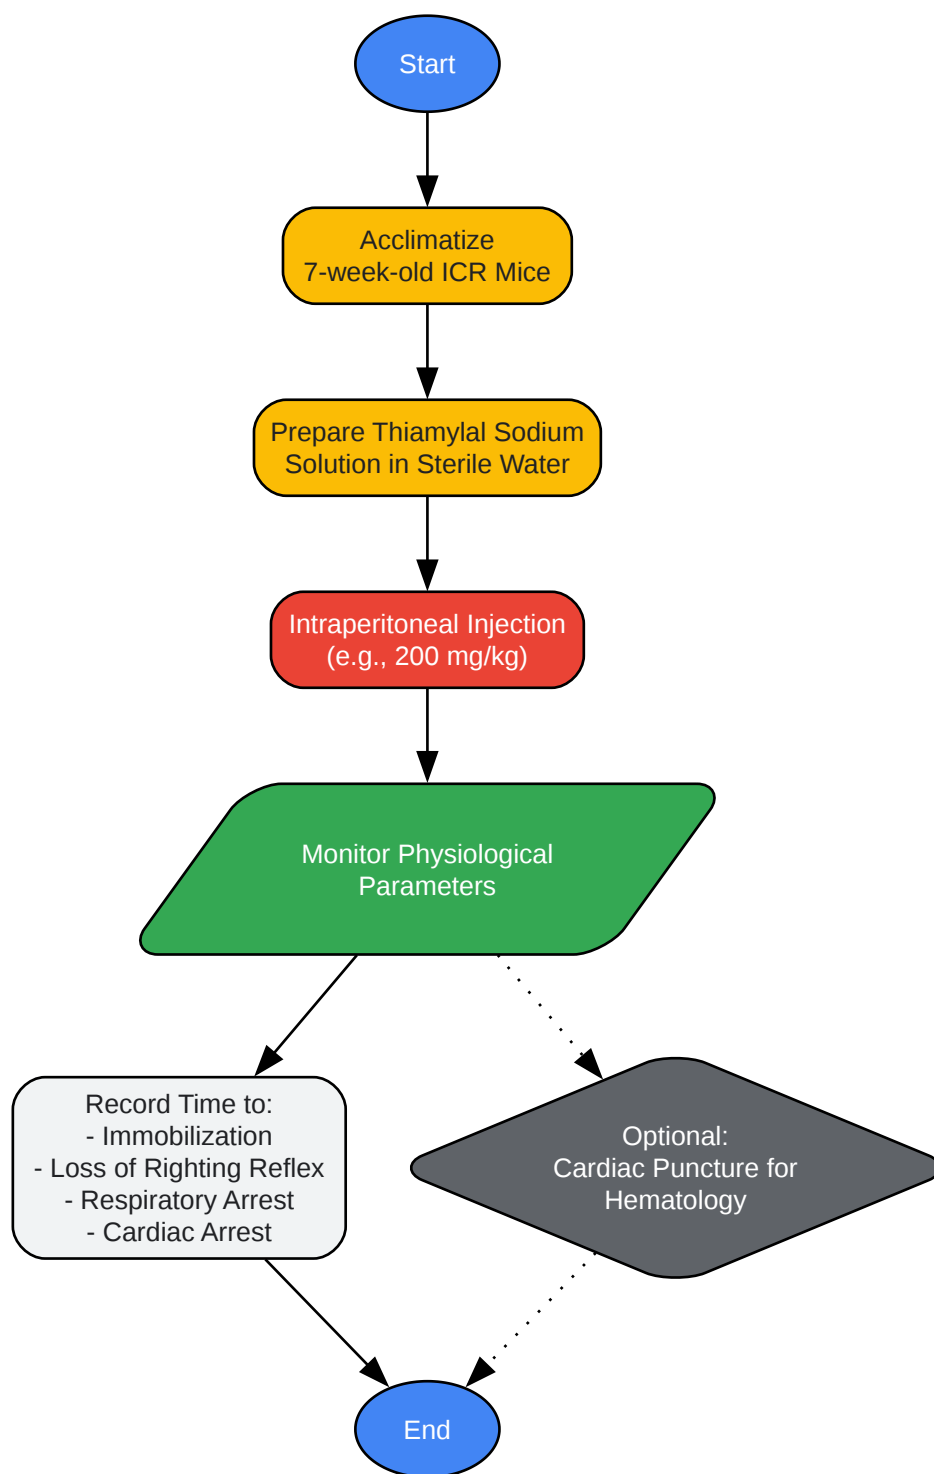 Start
Acclimatize
7-week-old ICR Mice
Prepare Thiamylal Sodium
Solution in Sterile Water
Intraperitoneal Injection
(e.g., 200 mg/kg)
Monitor Physiological
Parameters
Record Time to:
- Immobilization
- Loss of Righting Reflex
- Respiratory Arrest
- Cardiac Arrest
Optional:
Cardiac Puncture for
Hematology
End